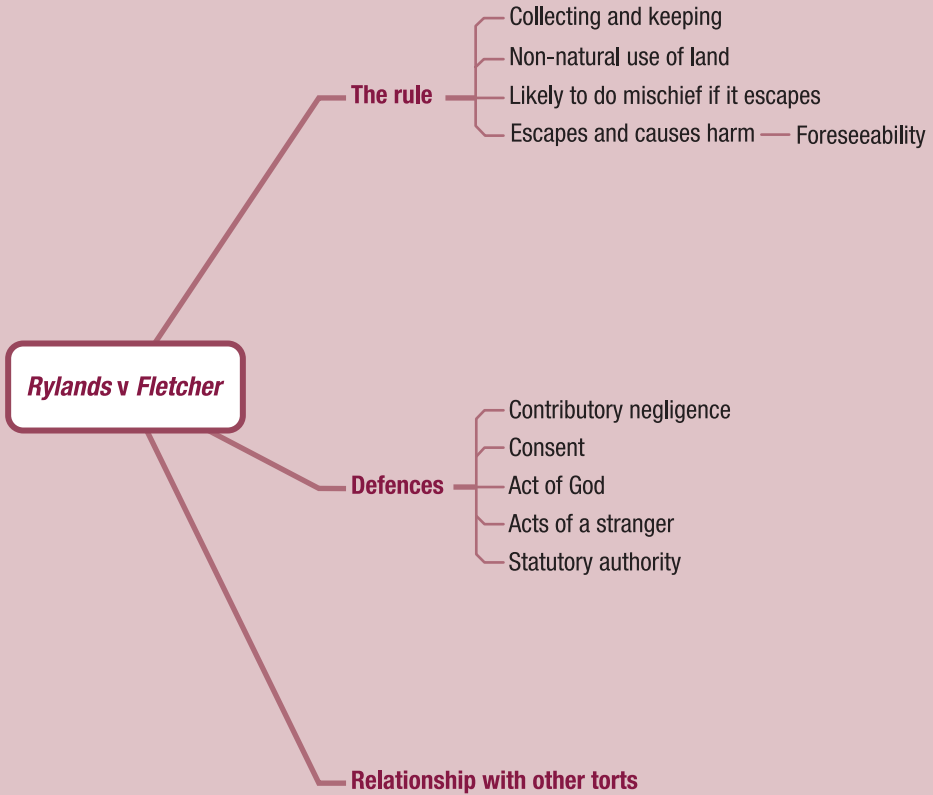 Rylands v Fletcher
The rule
Collecting and keeping
Non-natural use of land
Likely to do mischief if it escapes
Escapes and causes harm
Foreseeability
Defences
Contributory negligence
Consent
Act of God
Acts of a stranger
Statutory authority
Relationship with other torts